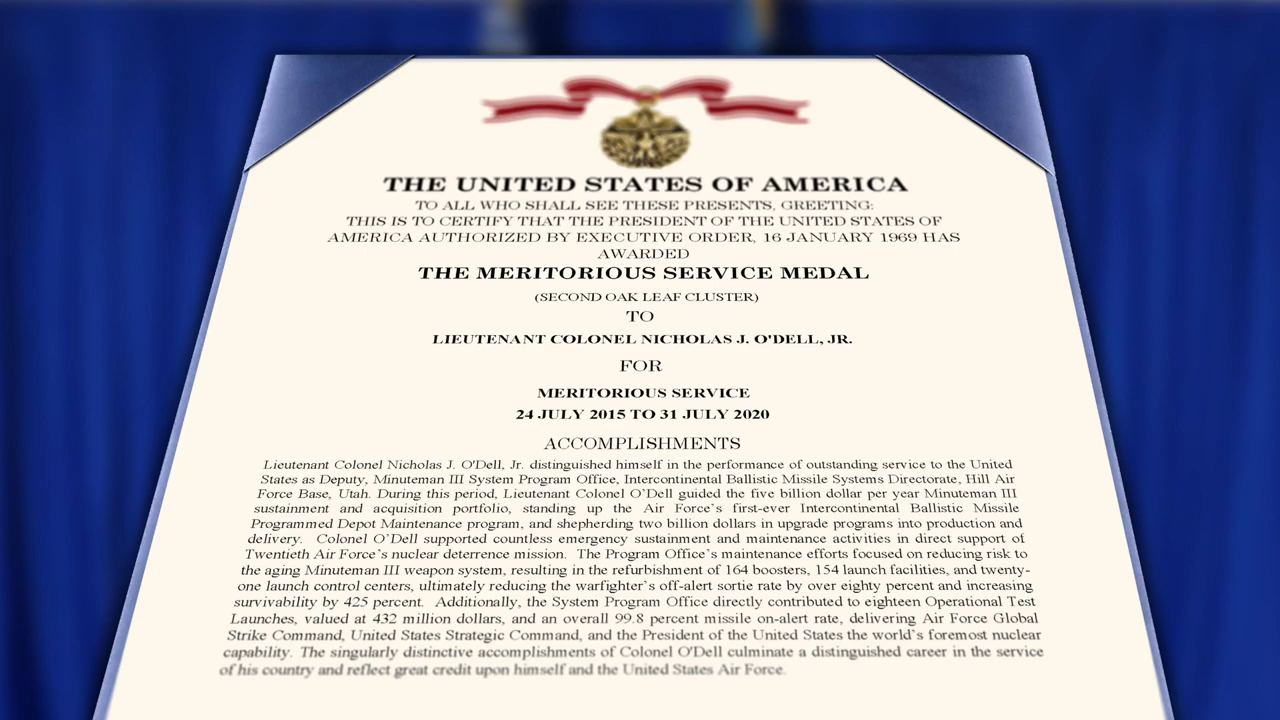 THE UNITED STATES OF AMERICA
TO ALL WHO SHALL SEE THESE PRESENTS, GREETING:
THIS IS TO CERTIFY THAT THE PRESIDENT OF THE UNITED STATES OF
AMERICA AUTHORIZED BY EXECUTIVE ORDER, 16 JANUARY 1969 HAS
AWARDED
THE MERITORIOUS SERVICE MEDAL
(SECOND OAK LEAF CLUSTER)
TO
LIEUTENANT COLONEL NICHOLAS J. O'DELL, JR.
FOR
MERITORIOUS SERVICE
24 JULY 2015 TO 31 JULY 2020
ACCOMPLISHMENTS
Lieutenant Colonel Nicholas J. O'Dell, Jr. distinguished himself in the performance of outstanding service to the United
States as Deputy, Minuteman III System Program Office, Intercontinental Ballistic Missile Systems Directorate, Hill Air
Force Base, Utah. During this period, Lieutenant Colonel O'Dell guided the five billion dollar per year Minuteman III
sustainment and acquisition portfolio, standing up the Air Force's first-ever Intercontinental Ballistic Missile
Programmed Depot Maintenance program, and shepherding two billion dollars in upgrade programs into production and
delivery. Colonel O'Dell supported countless emergency sustainment and maintenance activities in direct support of
Twentieth Air Force's nuclear deterrence mission. The Program Office's maintenance efforts focused on reducing risk to
the aging Minuteman III weapon system, resulting in the refurbishment of 164 boosters, 154 launch facilities, and twenty-
one launch control centers, ultimately reducing the warfighter's off-alert sortie rate by over eighty percent and increasing
survivability by 425 percent. Additionally, the System Program Office directly contributed to eighteen Operational Test
Launches, valued at 432 million dollars, and an overall 99.8 percent missile on-alert rate, delivering Air Force Global
Strike Command, United States Strategic Command, and the President of the United States the world's foremost nuclear
capability. The singularly distinctive accomplishments of Colonel O'Dell culminate a distinguished career in the service
of his country and reflect great credit upon himself and the United States Air Force.